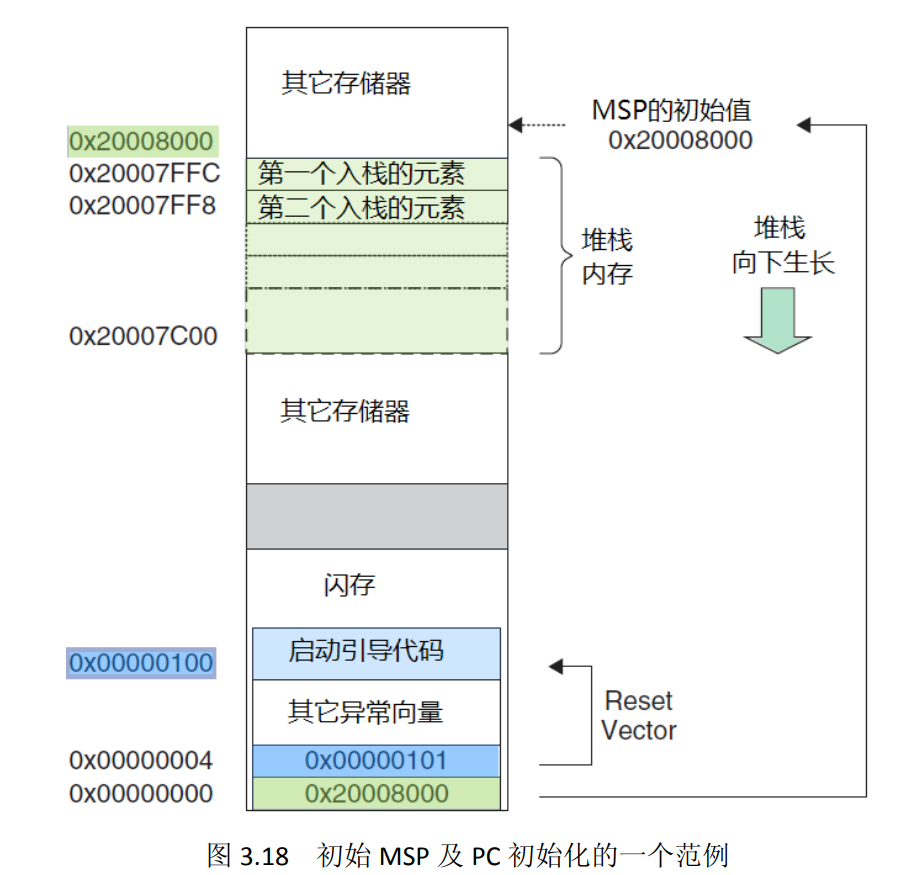 其它存储器
MSP的初始值
0x20008000
0x20008000
0x20007FFC
第一个入栈的元素
0x20007FF8
第二个入栈的元素
堆栈
内存
堆栈
向下生长
0x20007C00
其它存储器
闪存
启动引导代码
0x00000100
其它异常向量
Reset
Vector
0x00000004
0x00000101
0x00000000
0x20008000
图 3.18 初始 MSP 及 PC 初始化的一个范例